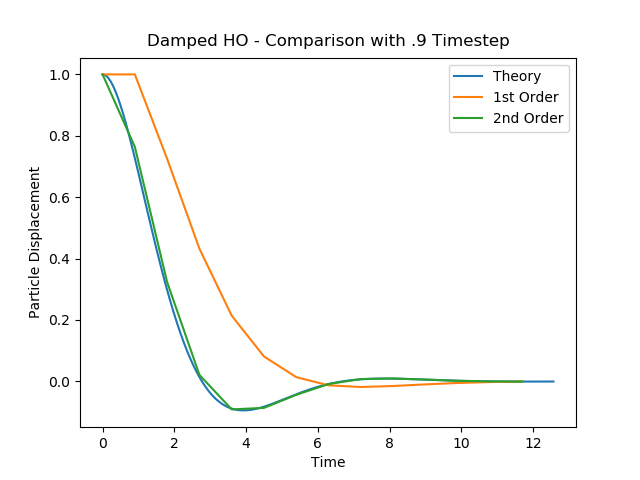 Damped HO - Comparison with .9 Timestep
Theory
1st Order
2nd Order
1.0
0.8
0.6
0.4
0.2
0.0
Particle Displacement
0 2 4 6 8 10 12
Time